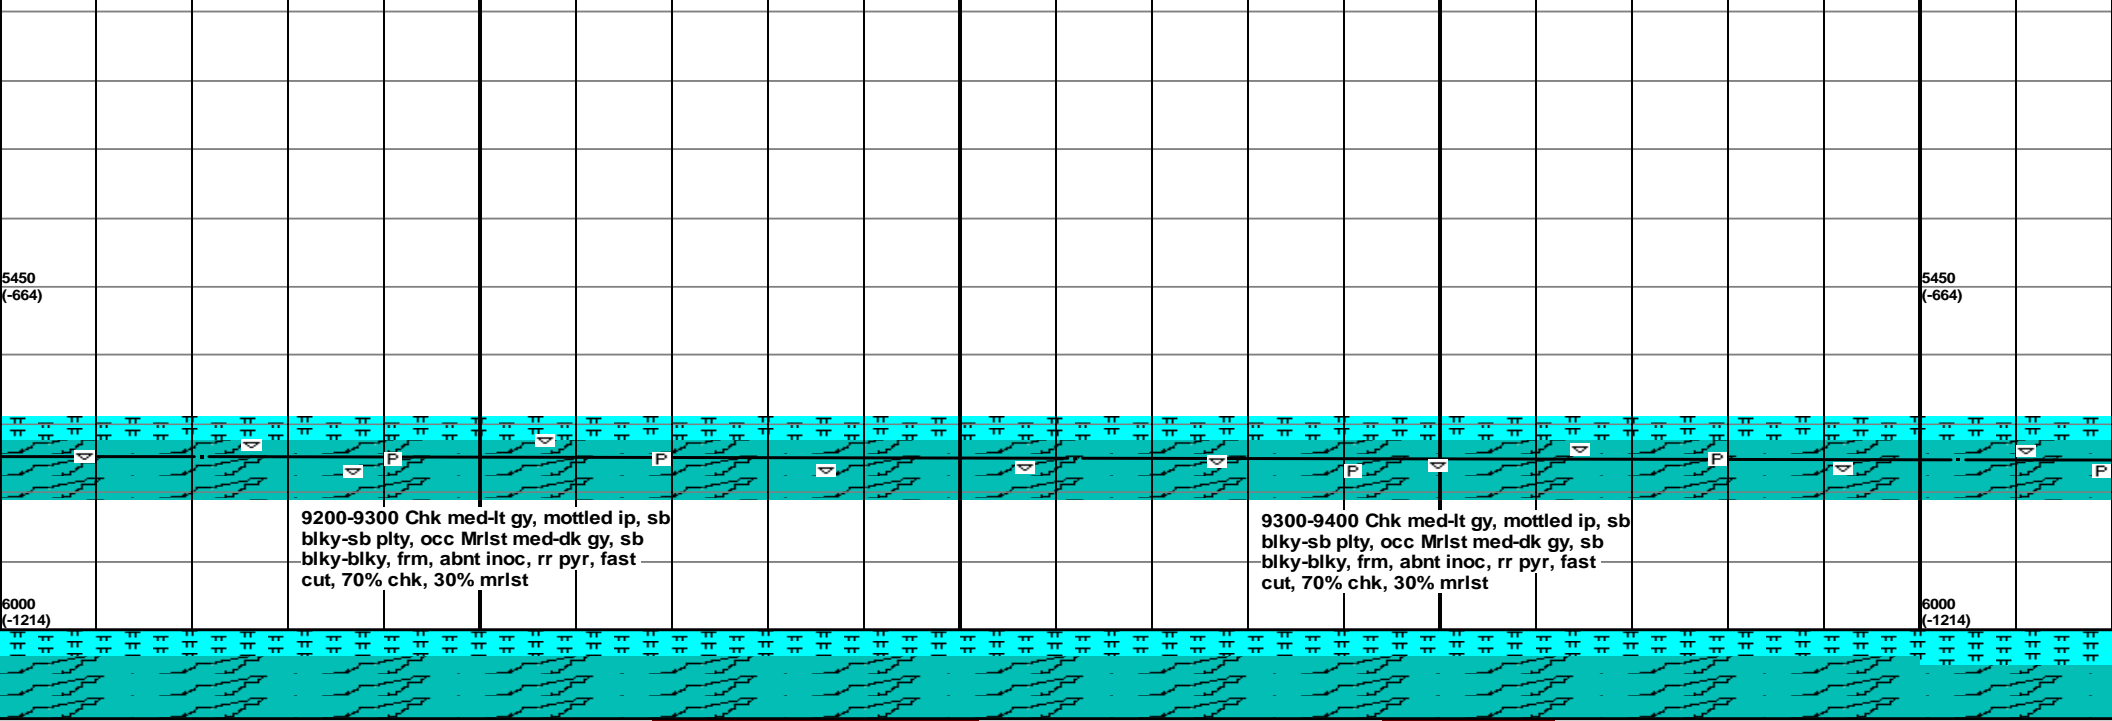 5450
(-664)
5450
(-664)
P
P
P
P
P
9200-9300 Chk med-lt gy, mottled ip, sb
blky-sb plty, occ Mrlst med-dk gy, sb
blky-blky, frm, abnt inoc, rr pyr, fast
cut, 70% chk, 30% mrlst
9300-9400 Chk med-lt gy, mottled ip, sb
blky-sb plty, occ Mrlst med-dk gy, sb
blky-blky, frm, abnt inoc, rr pyr, fast
cut, 70% chk, 30% mrlst
6000
(-1214)
6000
(-1214)